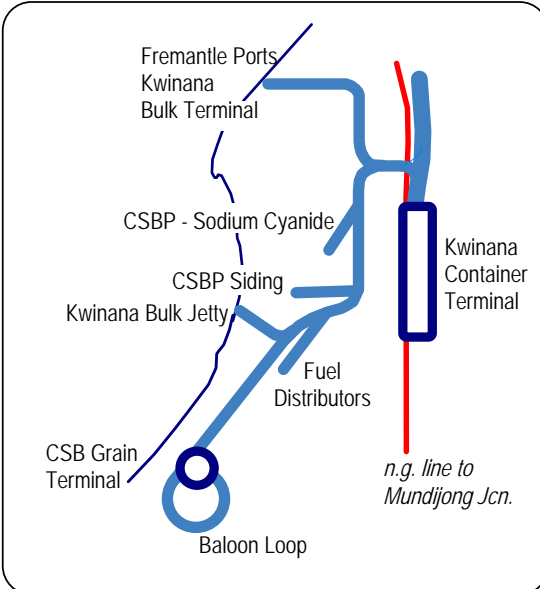 Fremantle Ports
Kwinana
Bulk Terminal
CSBP - Sodium Cyanide
Kwinana
Container
Terminal
CSBP Siding
Kwinana Bulk Jetty
Fuel
Distributors
CSB Grain
Terminal
n.g. line to
Mundijong Jcn.
Baloon Loop